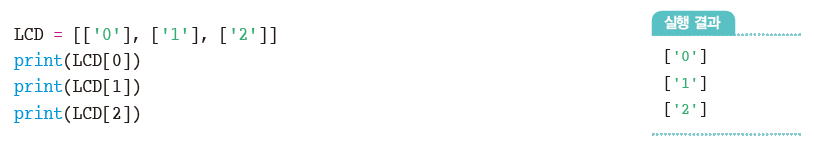 LCD = [['0'], ['1'], ['2']]
print(LCD[0])
print(LCD[1])
print(LCD[2])
실행 결과
['0']
['1']
['2']